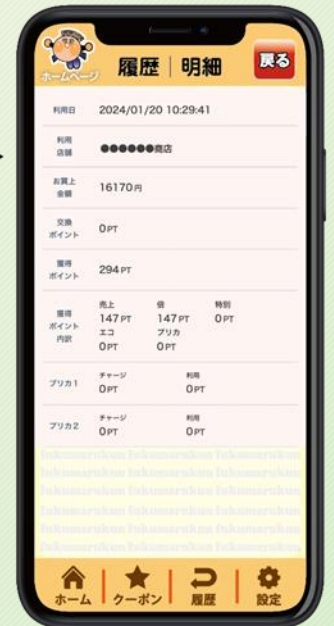 ホームページ
履歴｜明細
戻る
利用日 2024/01/20 10:29:41
利用店舗 ●●●●●●商店
お買上金額 16170円
交換ポイント 0PT
獲得ポイント 294PT
獲得ポイント内訳
売上 倍 特別
147PT 147PT 0PT
エコ プリカ
0PT 0PT
プリカ1
チャージ 利用
0PT 0PT
プリカ2
チャージ 利用
0PT 0PT
ホーム クーポン 履歴 設定